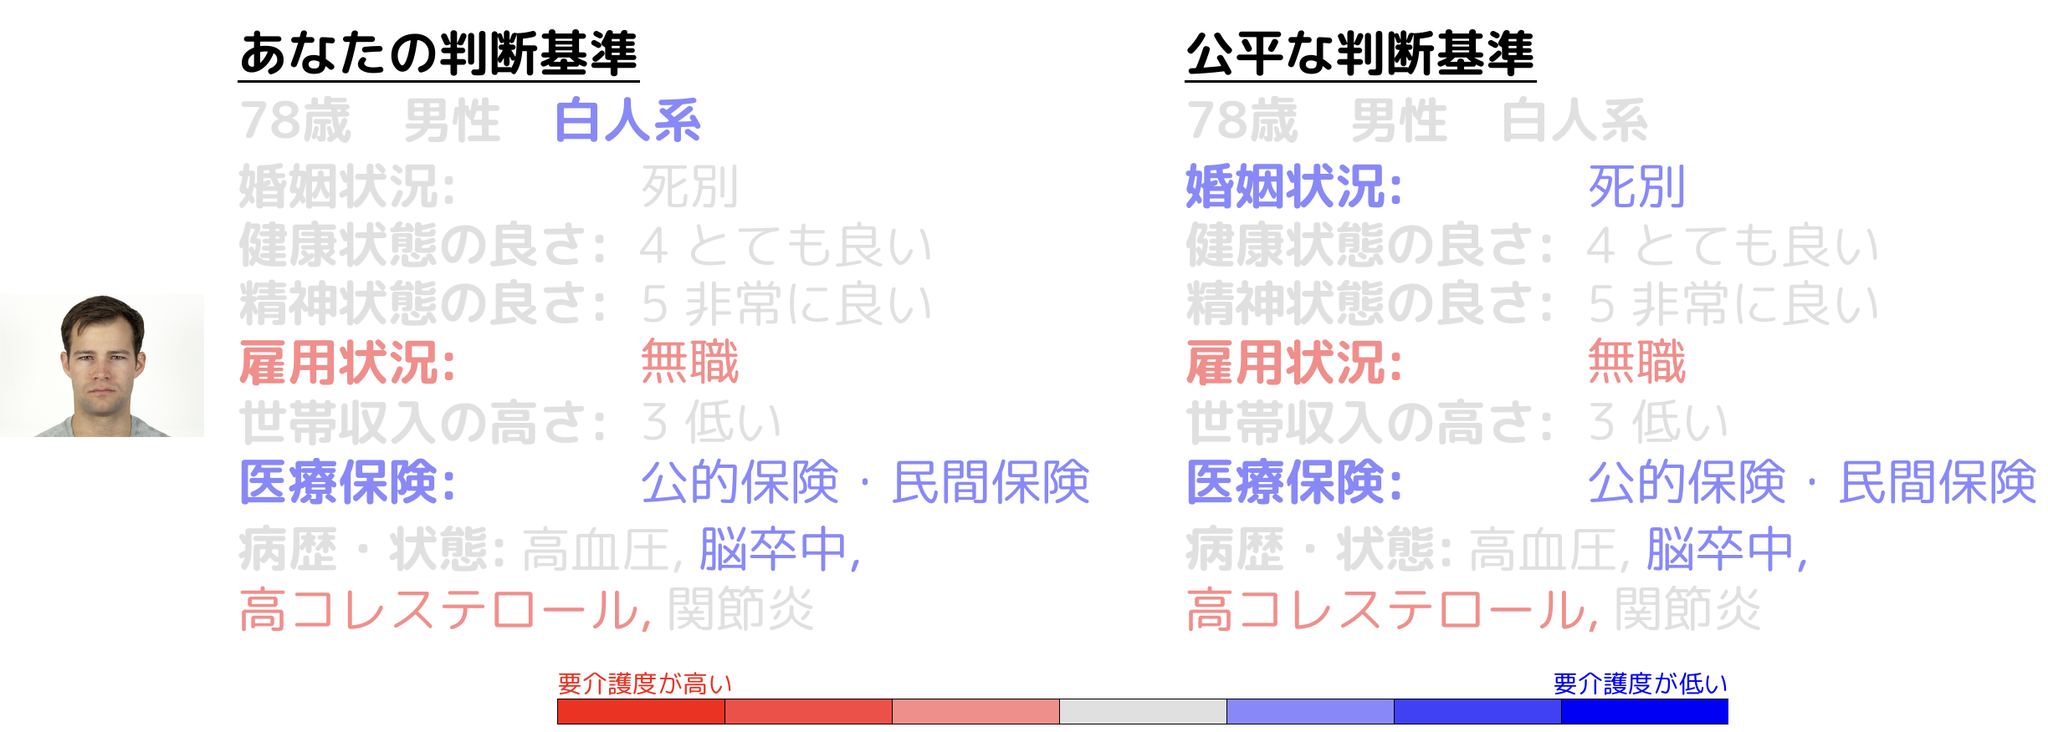 あなたの判断基準
78歳　男性　白人系
婚姻状況: 死別
健康状態の良さ: 4 とても良い
精神状態の良さ: 5 非常に良い
雇用状況: 無職
世帯収入の高さ: 3 低い
医療保険: 公的保険・民間保険
病歴・状態: 高血圧, 脳卒中,
高コレステロール, 関節炎
公平な判断基準
78歳　男性　白人系
婚姻状況: 死別
健康状態の良さ: 4 とても良い
精神状態の良さ: 5 非常に良い
雇用状況: 無職
世帯収入の高さ: 3 低い
医療保険: 公的保険・民間保険
病歴・状態: 高血圧, 脳卒中,
高コレステロール, 関節炎
要介護度が高い
要介護度が低い